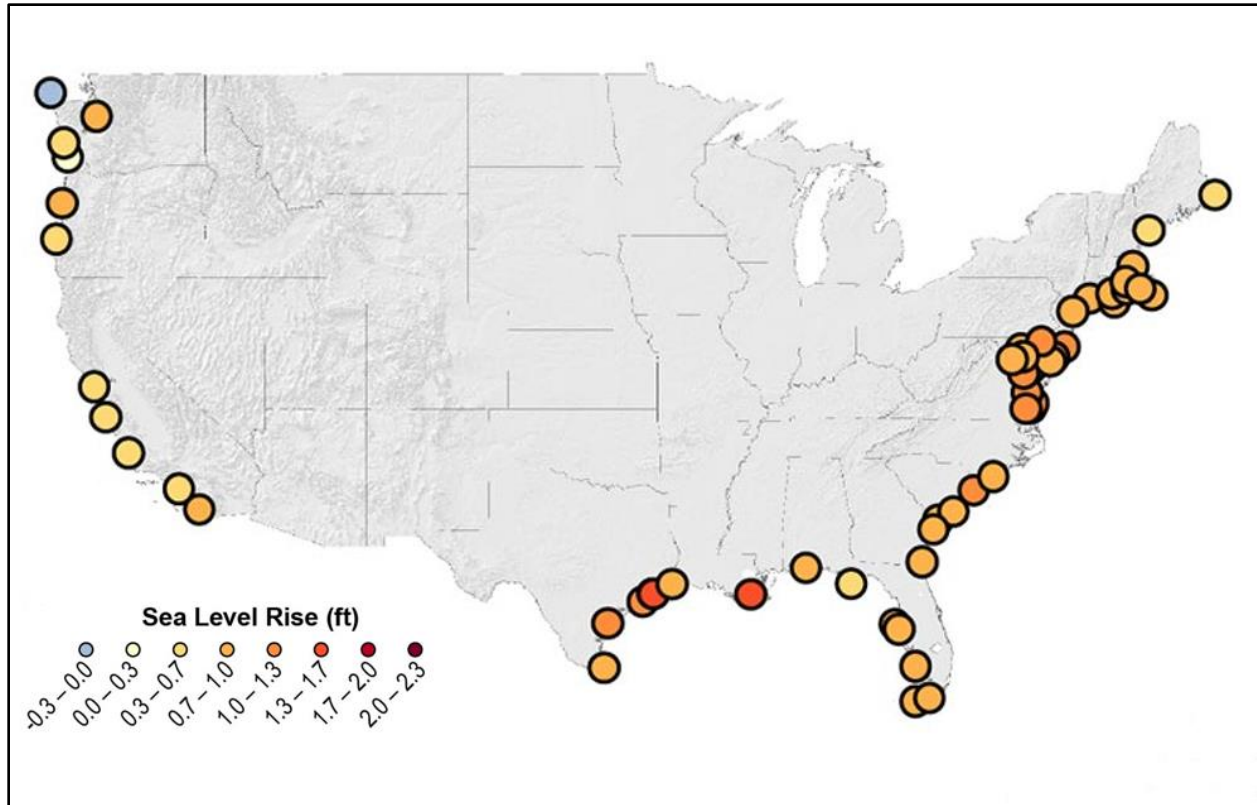 Sea Level Rise (ft)
-0.3 – 0.0
0.0 – 0.3
0.3 – 0.7
0.7 – 1.0
1.0 – 1.3
1.3 – 1.7
1.7 – 2.0
2.0 – 2.3